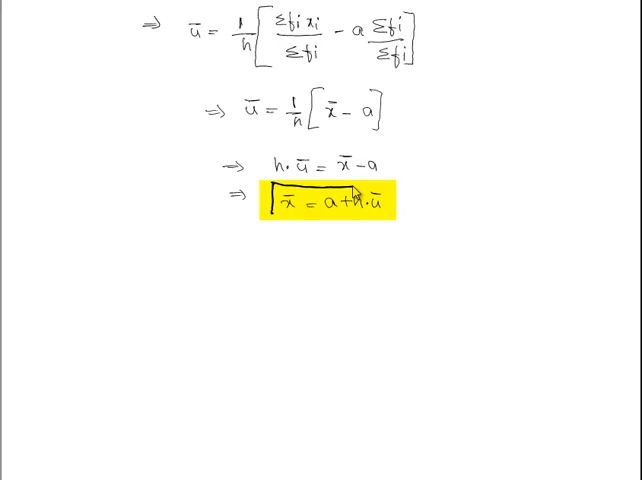 ⇒ ū = 1/h [ Σfi xi / Σfi − a Σfi / Σfi ]
⇒ ū = 1/h [ x̄ − a ]
⇒ h·ū = x̄ − a
⇒ x̄ = a + h·ū